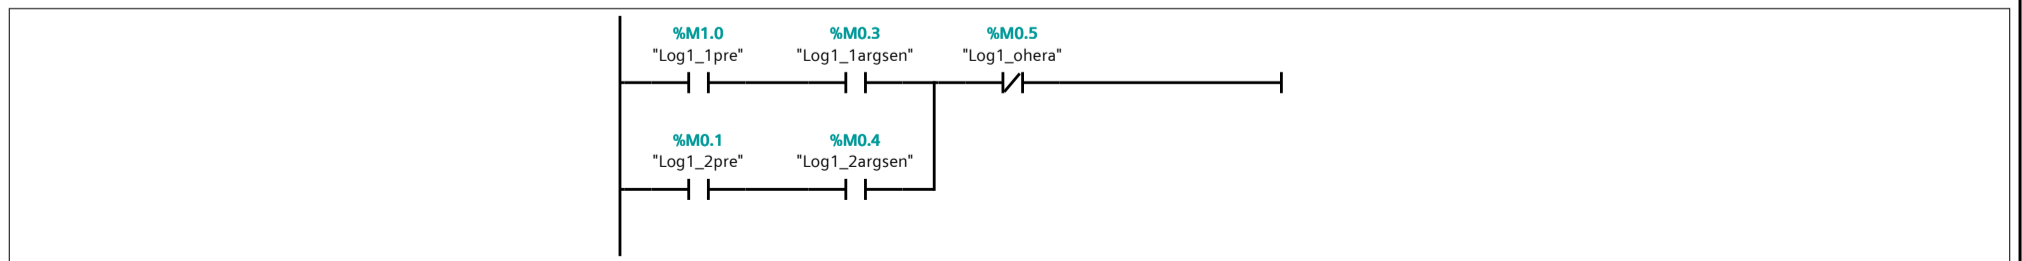 %M1.0 %M0.3 %M0.5
"Log1_1pre" "Log1_1argsen" "Log1_ohera"
%M0.1 %M0.4
"Log1_2pre" "Log1_2argsen"